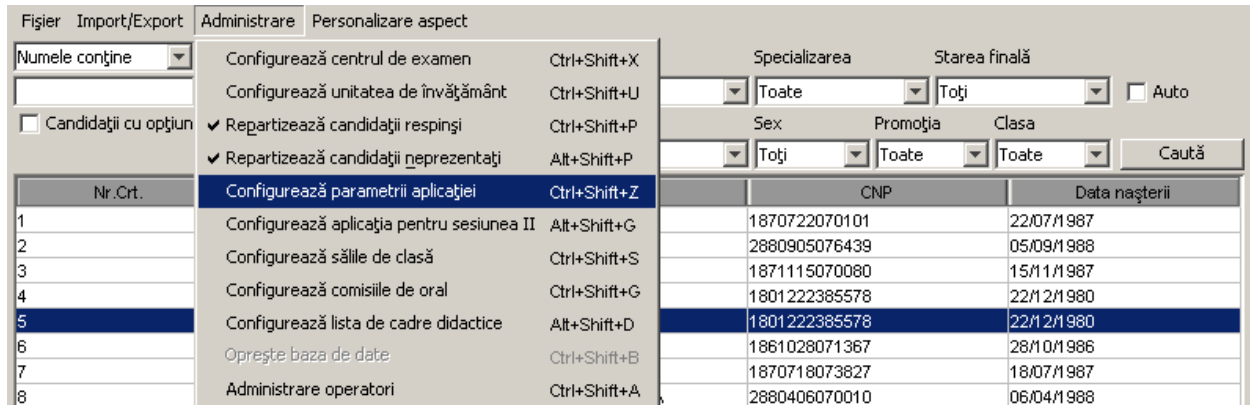 Fişier Import/Export Administrare Personalizare aspect
Numele conţine Specializarea Starea finală
Toate Toţi Auto
Candidaţii cu opţiun Sex Promoţia Clasa
Toţi Toate Toate Caută
Configurează centrul de examen Ctrl+Shift+X
Configurează unitatea de învăţământ Ctrl+Shift+U
Repartizează candidaţii respinşi Ctrl+Shift+P
Repartizează candidaţii neprezentaţi Alt+Shift+P
Configurează parametrii aplicaţiei Ctrl+Shift+Z
Configurează aplicaţia pentru sesiunea II Alt+Shift+G
Configurează sălile de clasă Ctrl+Shift+S
Configurează comisiile de oral Ctrl+Shift+G
Configurează lista de cadre didactice Alt+Shift+D
Opreşte baza de date Ctrl+Shift+B
Administrare operatori Ctrl+Shift+A
Nr.Crt. CNP Data naşterii
1 1870722070101 22/07/1987
2 2880905076439 05/09/1988
3 1871115070080 15/11/1987
4 1801222385578 22/12/1980
5 1801222385578 22/12/1980
6 1861028071367 28/10/1986
7 1870718073827 18/07/1987
8 2880406070010 06/04/1988